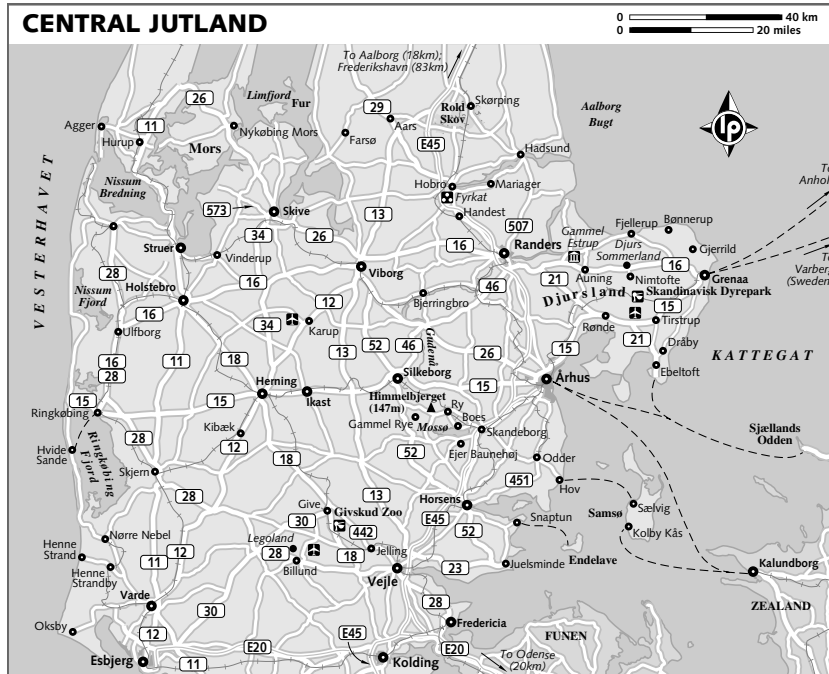 CENTRAL JUTLAND
0 40 km
0 20 miles
To Aalborg (18km);
Frederikshavn (83km)
Limfjord
Fur
26
29
Aars
Rold
Skov
Skørping
Aalborg
Bugt
lp
Agger
11
Hurup
Nykøbing Mors
Mors
Farsø
E45
Hadsund
To
Anhol
Nissum
Bredning
Hobro
Mariager
Fyrkat
Handest
573
Skive
13
507
Gammel
Estrup
Fjellerup
Bønnerup
Djurs
Sommerland
Gjerrild
VESTERHAVET
Struer
34
26
16
Randers
Vinderup
Viborg
21
Auning
16
Nimtofte
Grenaa
To
Varberg
(Sweden
28
Holstebro
16
46
Bjerringbro
Djursland
Skandinavisk Dyrepark
Nissum
Fjord
16
12
34
Karup
15
Tirstrup
Rønde
Ulfborg
13
52
46
Gudenå
26
15
21
Dråby
16
28
11
18
KATTEGAT
Ebeltoft
Silkeborg
Århus
Herning
Ikast
15
15
15
Himmelbjerget
(147m)
Ry
Ringkøbing
Gammel Rye
Mossø
Boes
Skandeborg
Kibæk
12
28
Hvide
Sande
Ringkøbing
Fjord
52
Ejer Baunehøj
Sjællands
Odden
Odder
Skjern
18
451
Hov
28
13
Horsens
Samsø
Sælvig
Give
Givskud Zoo
30
442
E45
52
Snaptun
Kolby Kås
Nørre Nebel
Legoland
28
18
Jelling
Endelave
Henne
Strand
12
11
Billund
Vejle
23
Juelsminde
Kalundborg
Henne
Strandby
Varde
30
28
ZEALAND
Oksby
12
Fredericia
E45
FUNEN
E20
E20
Esbjerg
11
Kolding
To Odense
(20km)